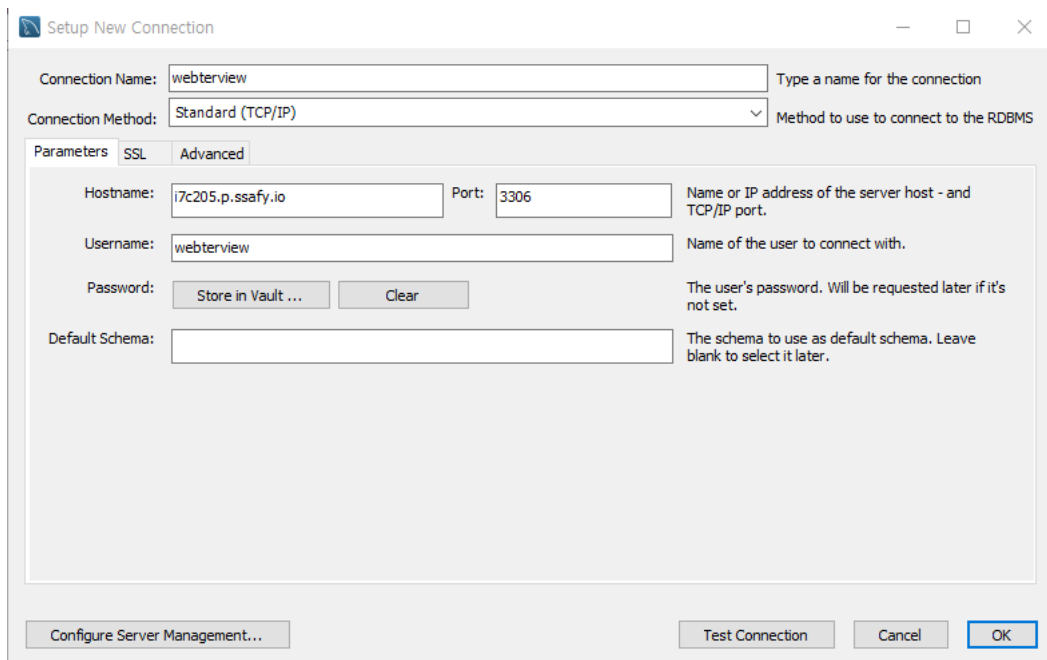 Setup New Connection
Connection Name: webterview Type a name for the connection
Connection Method: Standard (TCP/IP) Method to use to connect to the RDBMS
Parameters SSL Advanced
Hostname: i7c205.p.ssafy.io Port: 3306 Name or IP address of the server host - and
TCP/IP port.
Username: webterview Name of the user to connect with.
Password: Store in Vault ... Clear The user's password. Will be requested later if it's
not set.
Default Schema: The schema to use as default schema. Leave
blank to select it later.
Configure Server Management... Test Connection Cancel OK